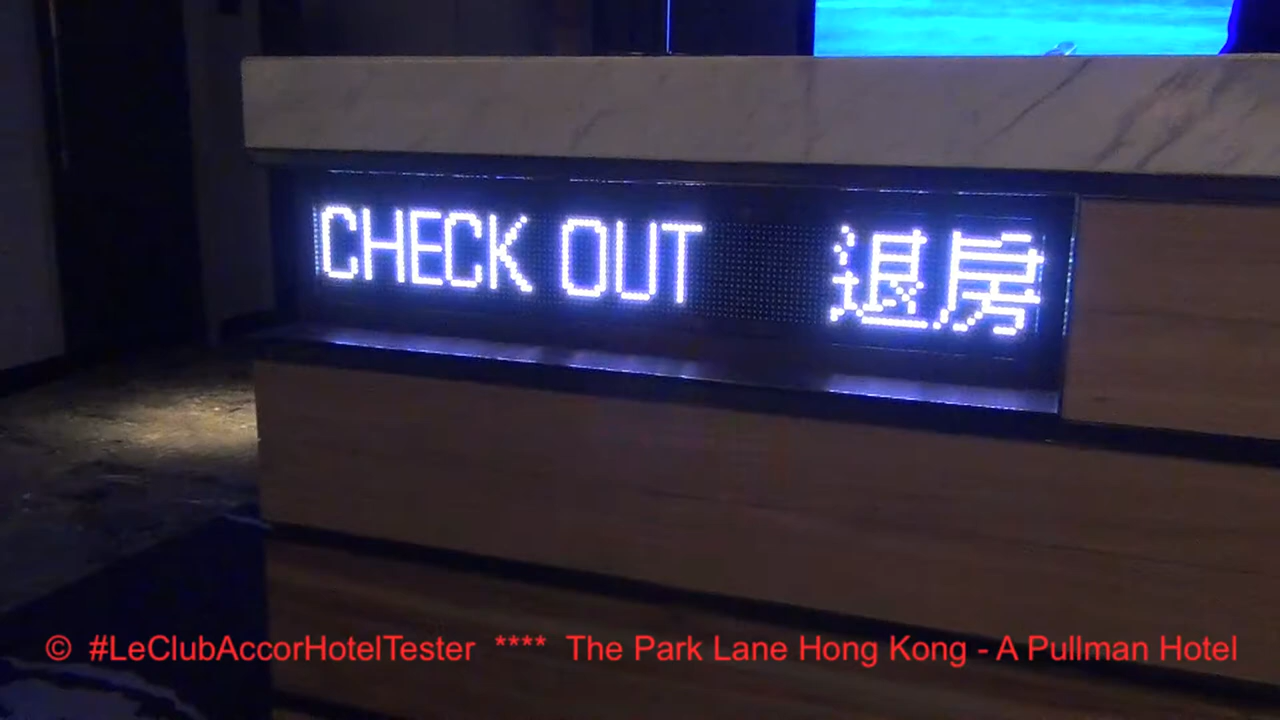 CHECK OUT 退房
© #LeClubAccorHotelTester **** The Park Lane Hong Kong - A Pullman Hotel